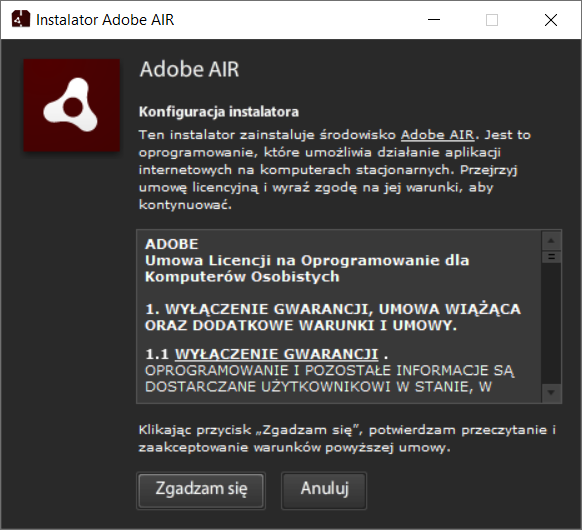 Instalator Adobe AIR
Adobe AIR
Konfiguracja instalatora
Ten instalator zainstaluje środowisko Adobe AIR. Jest to
oprogramowanie, które umożliwia działanie aplikacji
internetowych na komputerach stacjonarnych. Przejrzyj
umowę licencyjną i wyraź zgodę na jej warunki, aby
kontynuować.
ADOBE
Umowa Licencji na Oprogramowanie dla
Komputerów Osobistych
1. WYŁĄCZENIE GWARANCJI, UMOWA WIĄŻĄCA
ORAZ DODATKOWE WARUNKI I UMOWY.
1.1 WYŁĄCZENIE GWARANCJI .
OPROGRAMOWANIE I POZOSTAŁE INFORMACJE SĄ
DOSTARCZANE UŻYTKOWNIKOWI W STANIE, W
Klikając przycisk „Zgadzam się”, potwierdzam przeczytanie i
zaakceptowanie warunków powyższej umowy.
Zgadzam się
Anuluj